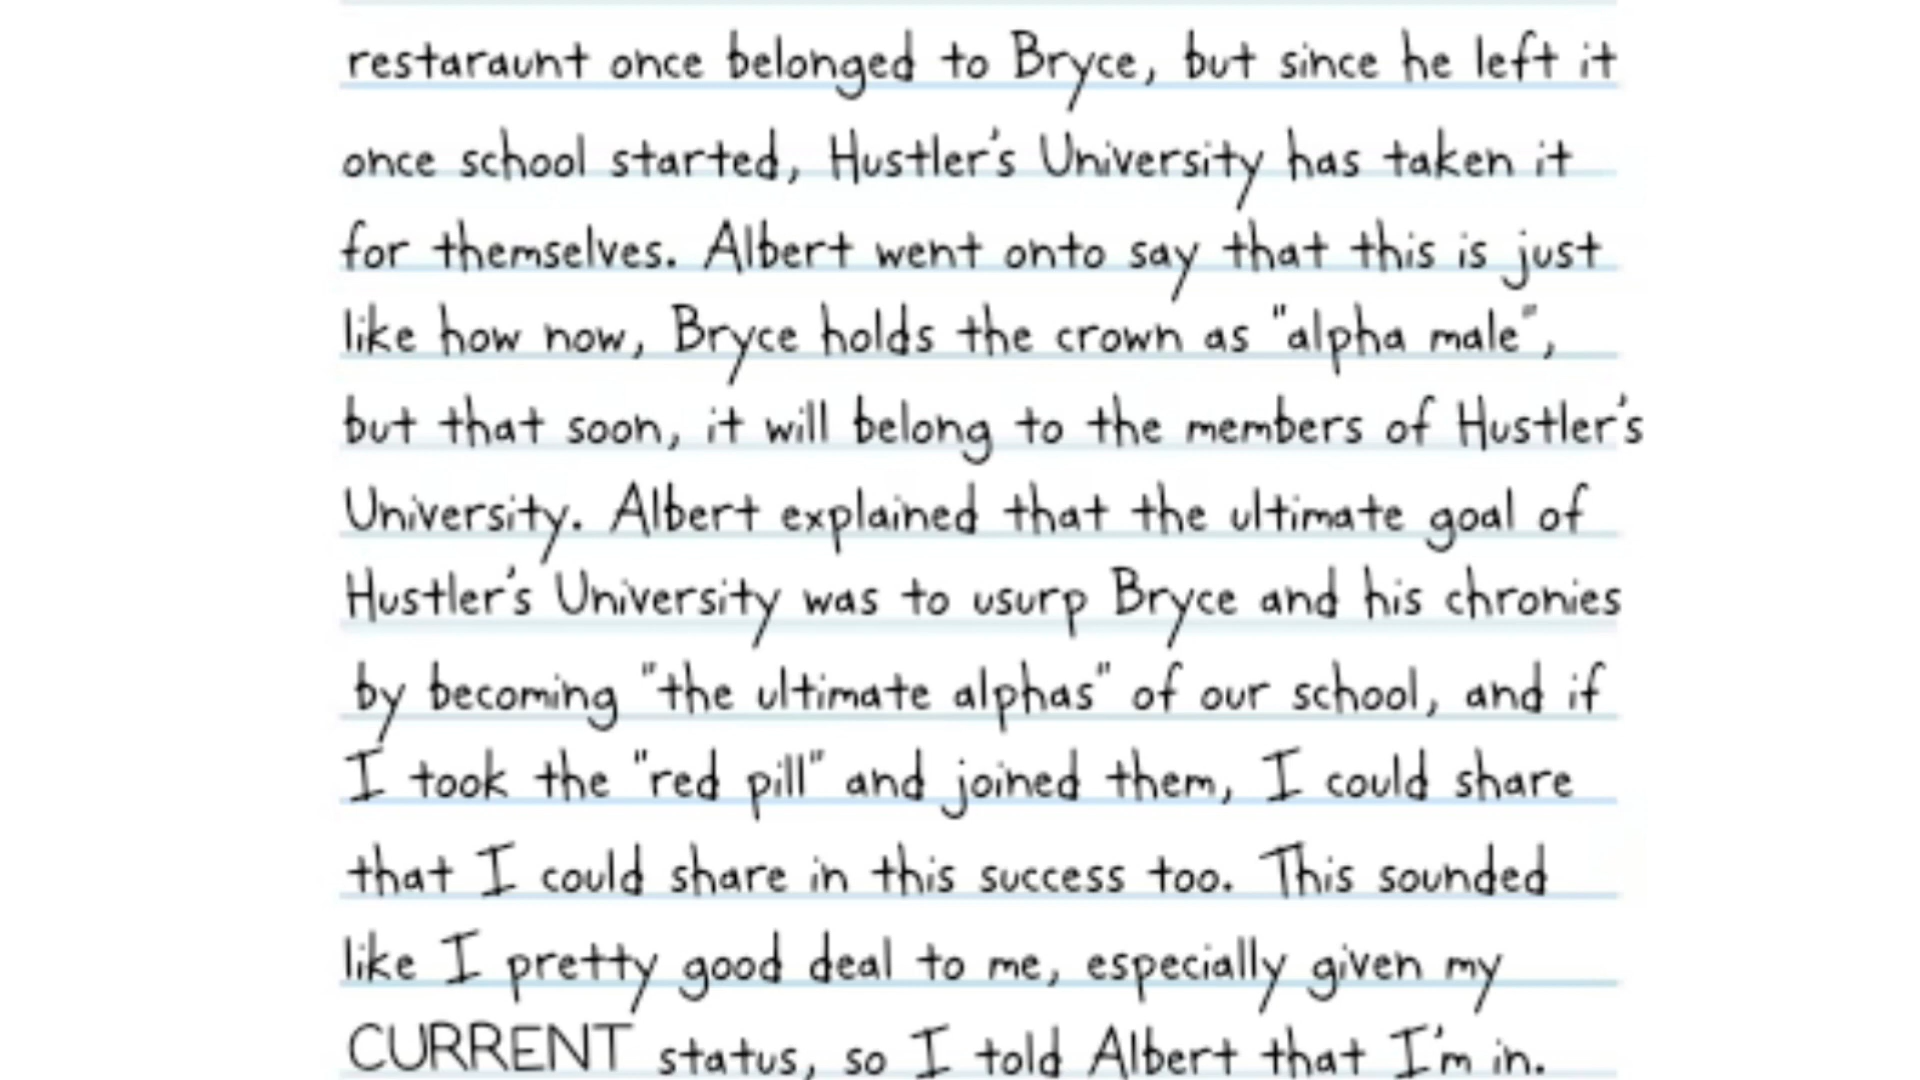 restaraunt once belonged to Bryce, but since he left it
once school started, Hustler's University has taken it
for themselves. Albert went onto say that this is just
like how now, Bryce holds the crown as "alpha male",
but that soon, it will belong to the members of Hustler's
University. Albert explained that the ultimate goal of
Hustler's University was to usurp Bryce and his chronies
by becoming "the ultimate alphas" of our school, and if
I took the "red pill" and joined them, I could share
that I could share in this success too. This sounded
like I pretty good deal to me, especially given my
CURRENT status, so I told Albert that I'm in.